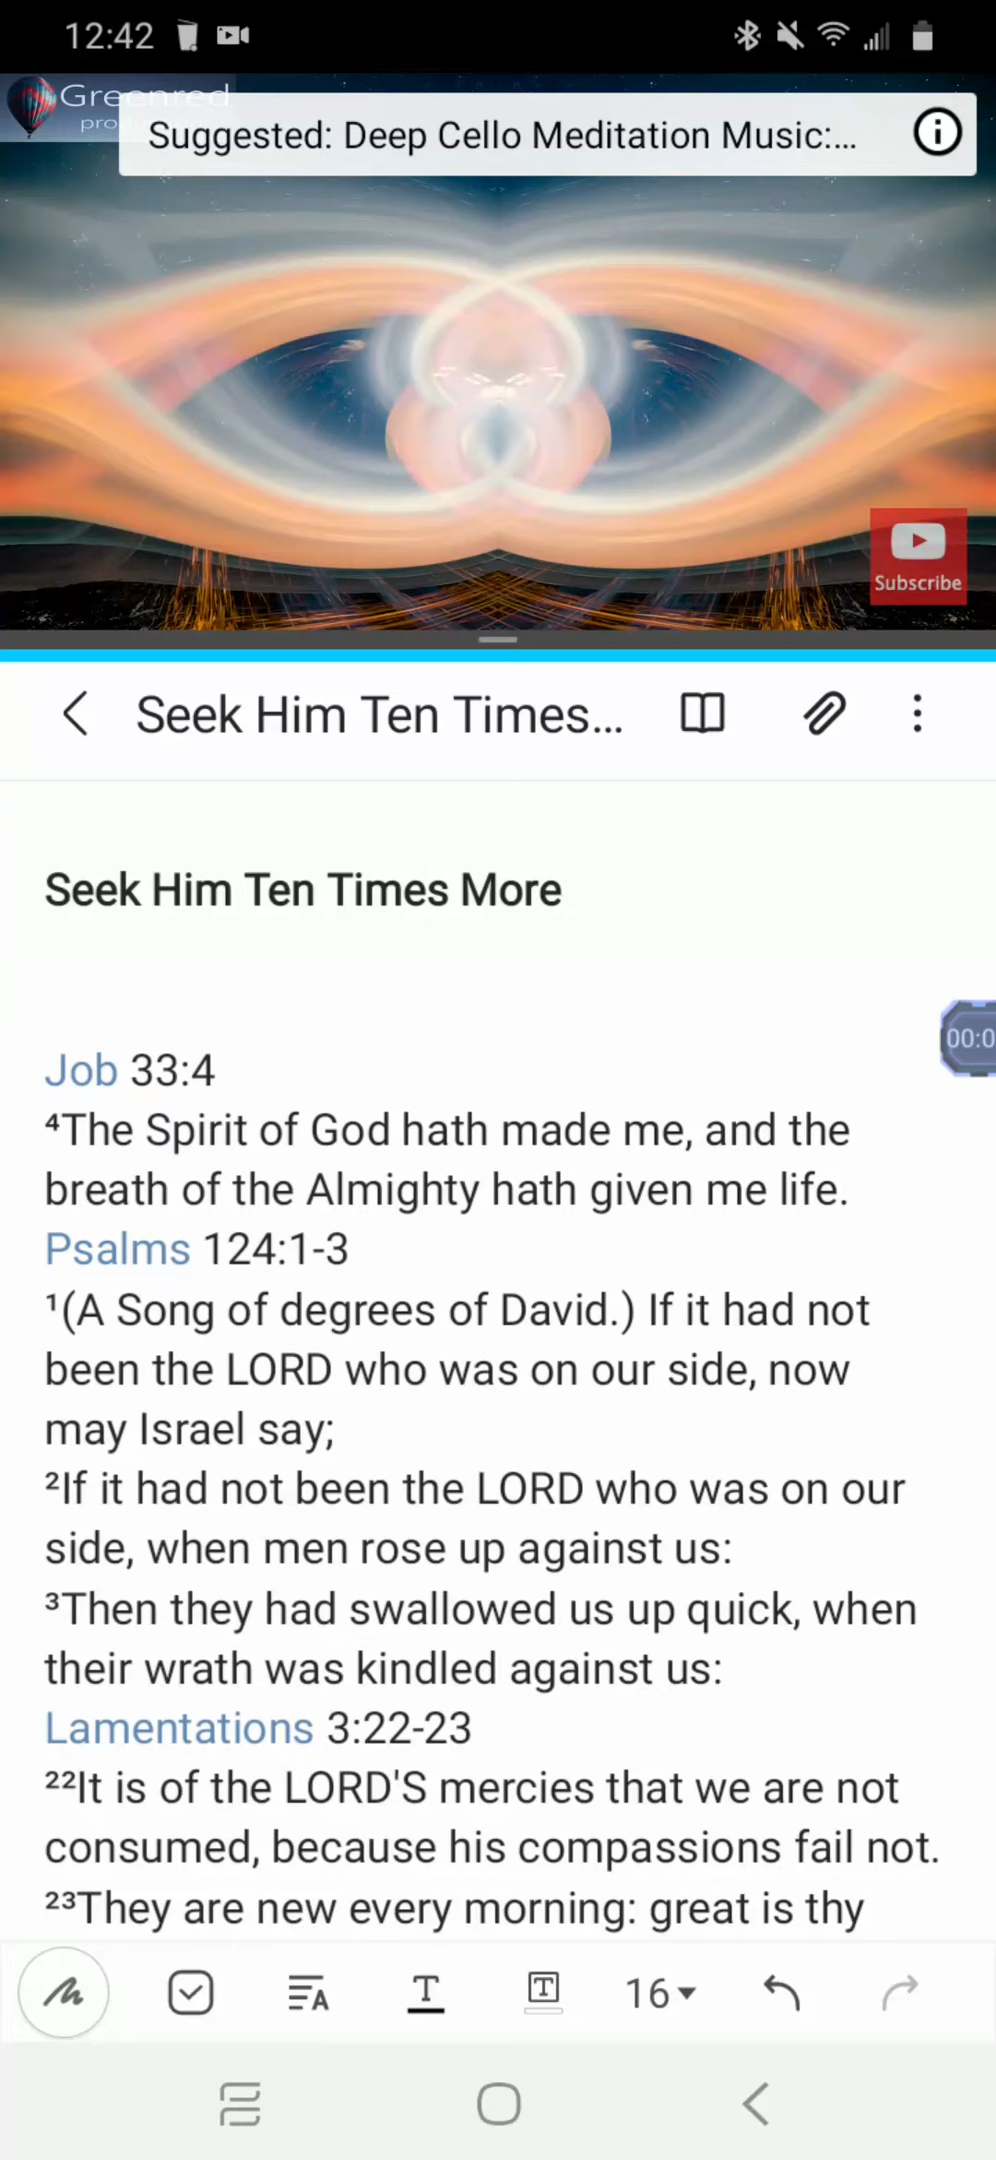 12:42
Greenred
Suggested: Deep Cello Meditation Music:...
Subscribe
Seek Him Ten Times...
Seek Him Ten Times More
00:0
Job 33:4
⁴The Spirit of God hath made me, and the
breath of the Almighty hath given me life.
Psalms 124:1-3
¹(A Song of degrees of David.) If it had not
been the LORD who was on our side, now
may Israel say;
²If it had not been the LORD who was on our
side, when men rose up against us:
³Then they had swallowed us up quick, when
their wrath was kindled against us:
Lamentations 3:22-23
²²It is of the LORD'S mercies that we are not
consumed, because his compassions fail not.
²³They are new every morning: great is thy
16